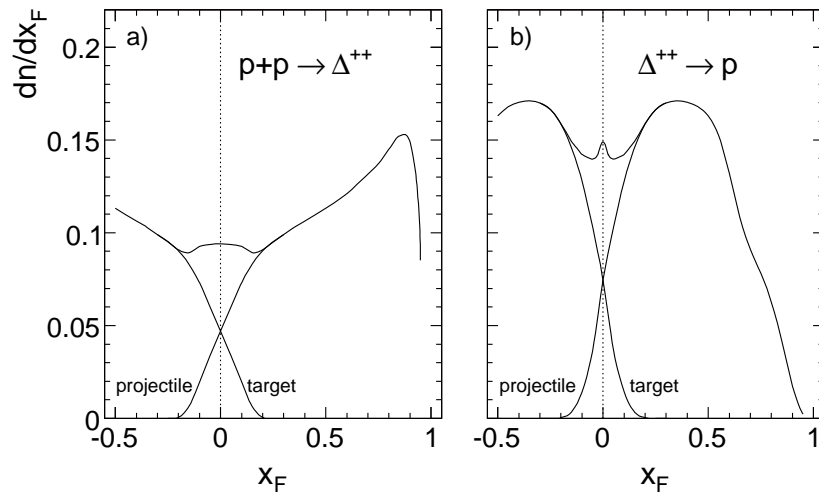 dn/dx_F
a)
p+p → Δ⁺⁺
b)
Δ⁺⁺ → p
0.2
0.15
0.1
0.05
0
projectile
target
projectile
target
-0.5
0
0.5
1
-0.5
0
0.5
1
x_F
x_F